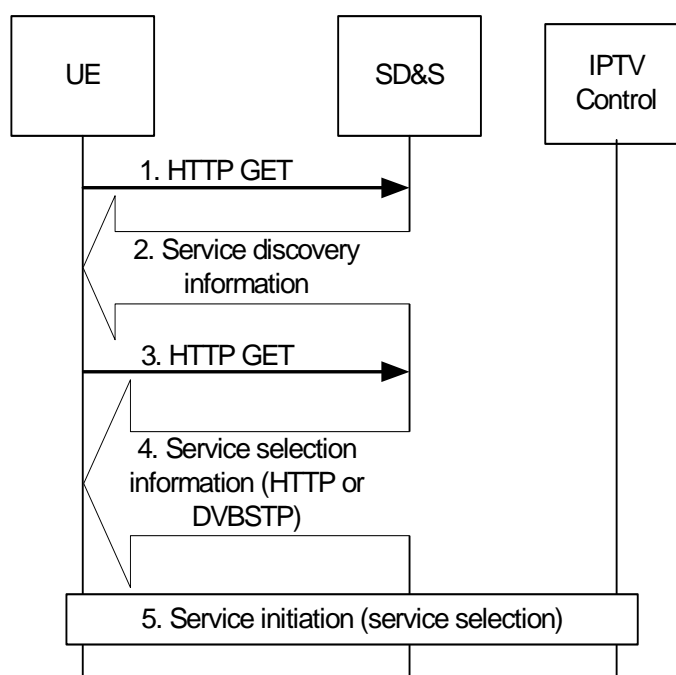 UE
SD&S
IPTV
Control
1. HTTP GET
2. Service discovery
information
3. HTTP GET
4. Service selection
information (HTTP or
DVBSTP)
5. Service initiation (service selection)